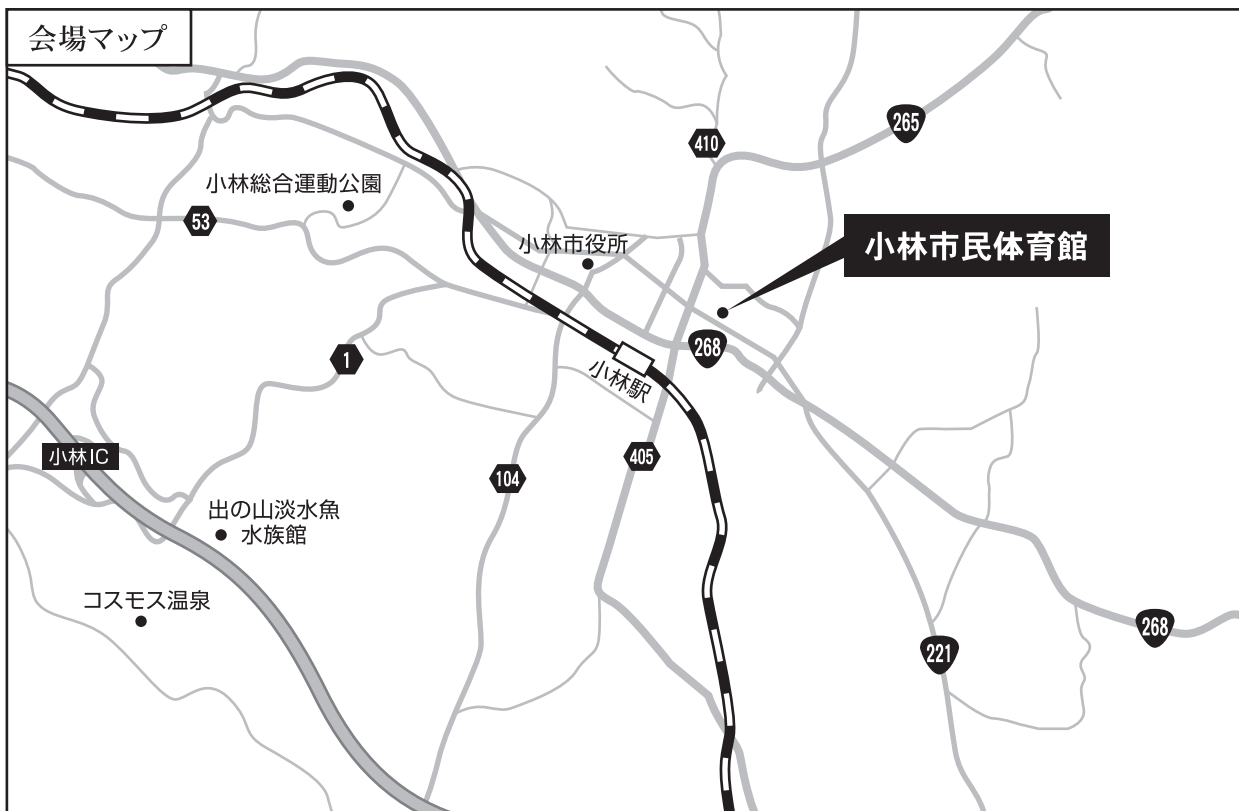 会場マップ
265
410
小林総合運動公園
53
小林市役所
小林市民体育館
268
小林駅
1
小林IC
405
104
出の山淡水魚
水族館
コスモス温泉
268
221